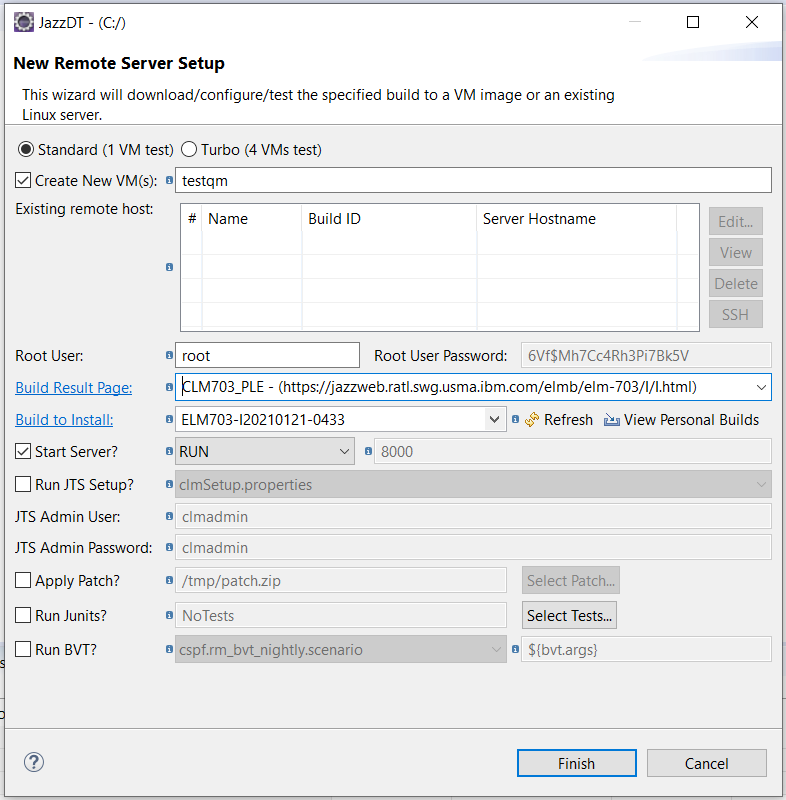 JazzDT - (C:/)
New Remote Server Setup
This wizard will download/configure/test the specified build to a VM image or an existing
Linux server.
Standard (1 VM test) Turbo (4 VMs test)
Create New VM(s): testqm
Existing remote host:
# Name Build ID Server Hostname
Edit...
View
Delete
SSH
Root User: root Root User Password: 6Vf$Mh7Cc4Rh3Pi7Bk5V
Build Result Page: CLM703_PLE - (https://jazzweb.ratl.swg.usma.ibm.com/elmb/elm-703/I/I.html)
Build to Install: ELM703-I20210121-0433 Refresh View Personal Builds
Start Server? RUN 8000
Run JTS Setup? clmSetup.properties
JTS Admin User: clmadmin
JTS Admin Password: clmadmin
Apply Patch? /tmp/patch.zip Select Patch...
Run Junits? NoTests Select Tests...
Run BVT? cspf.rm_bvt_nightly.scenario ${bvt.args}
? Finish Cancel